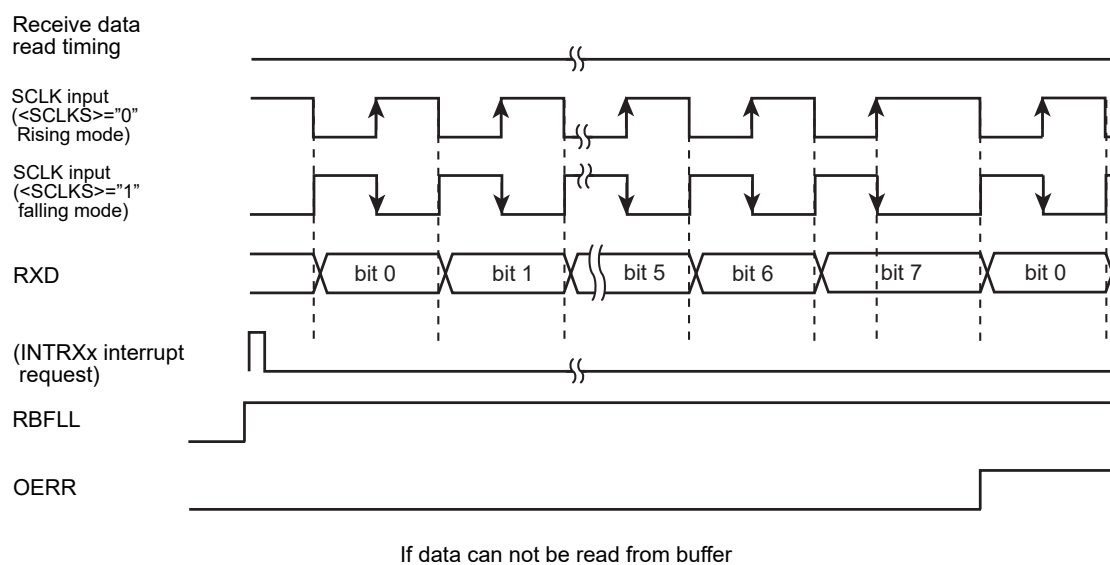 Receive data
read timing
SCLK input
(<SCLKS>="0"
Rising mode)
SCLK input
(<SCLKS>="1"
falling mode)
RXD
bit 0
bit 1
bit 5
bit 6
bit 7
bit 0
(INTRXx interrupt
request)
RBFLL
OERR
If data can not be read from buffer